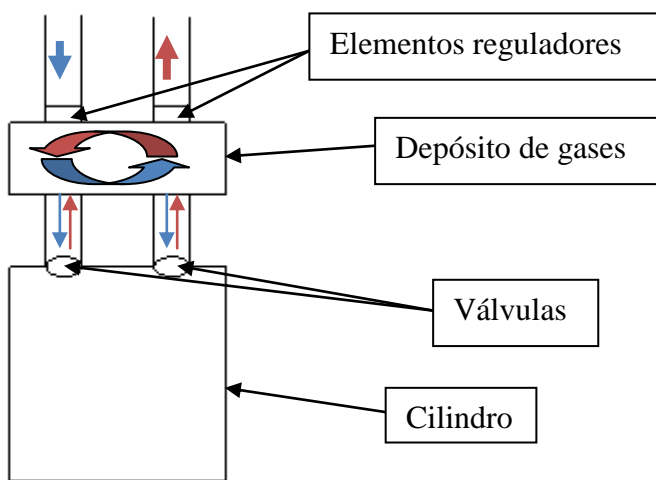 Elementos reguladores
Depósito de gases
Válvulas
Cilindro